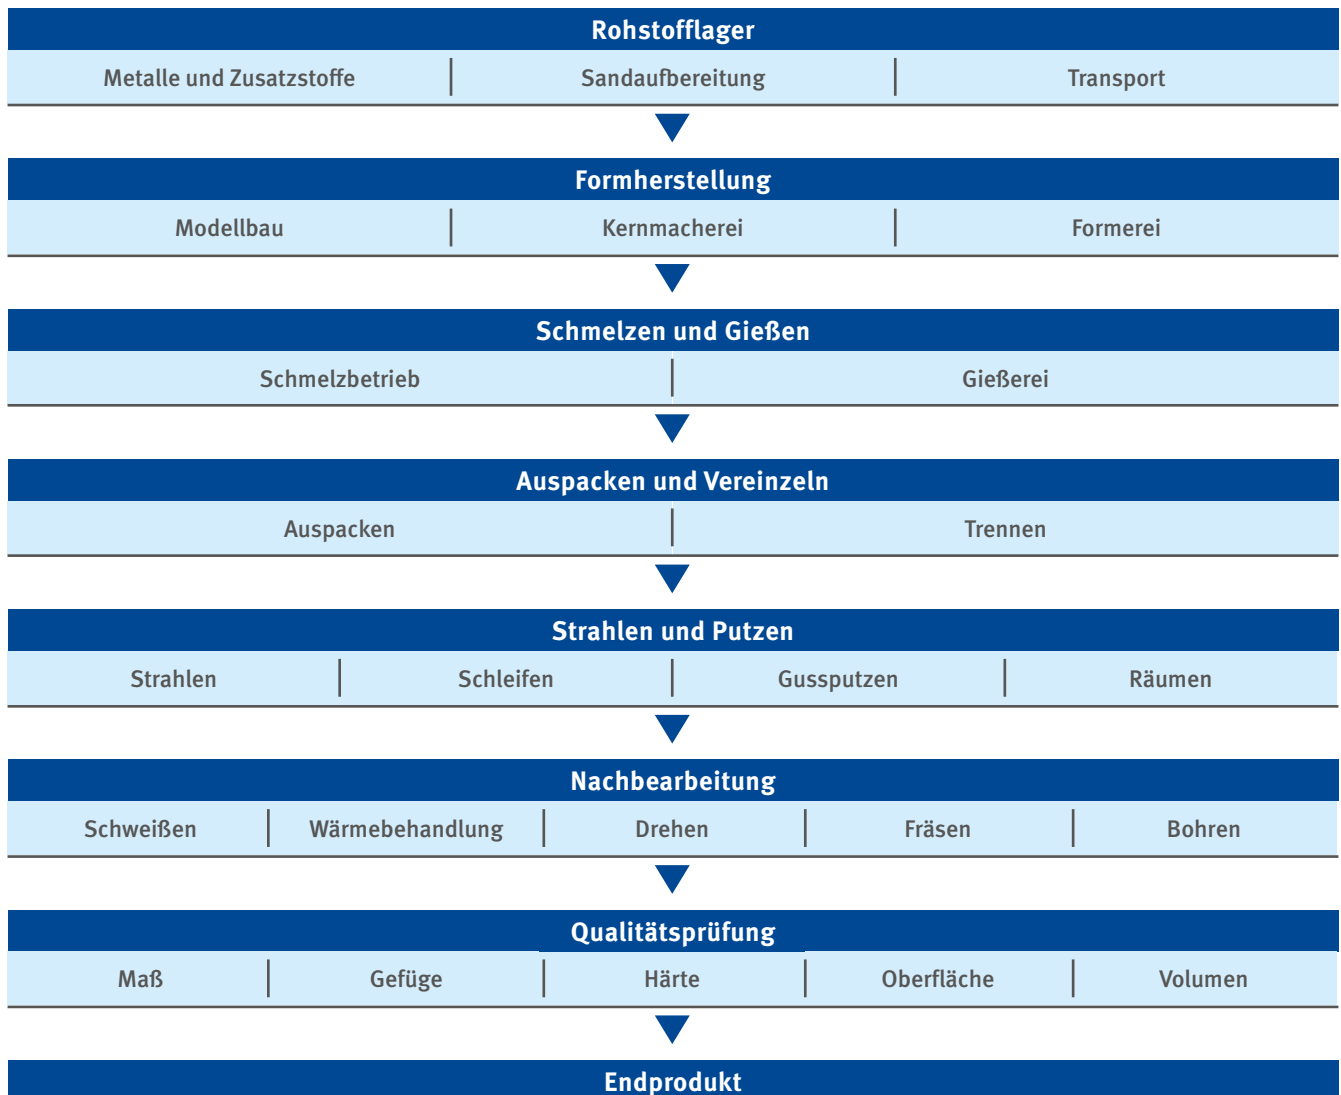 Rohstofflager
Metalle und Zusatzstoffe Sandaufbereitung Transport
Formherstellung
Modellbau Kernmacherei Formerei
Schmelzen und Gießen
Schmelzbetrieb Gießerei
Auspacken und Vereinzeln
Auspacken Trennen
Strahlen und Putzen
Strahlen Schleifen Gussputzen Räumen
Nachbearbeitung
Schweißen Wärmebehandlung Drehen Fräsen Bohren
Qualitätsprüfung
Maß Gefüge Härte Oberfläche Volumen
Endprodukt